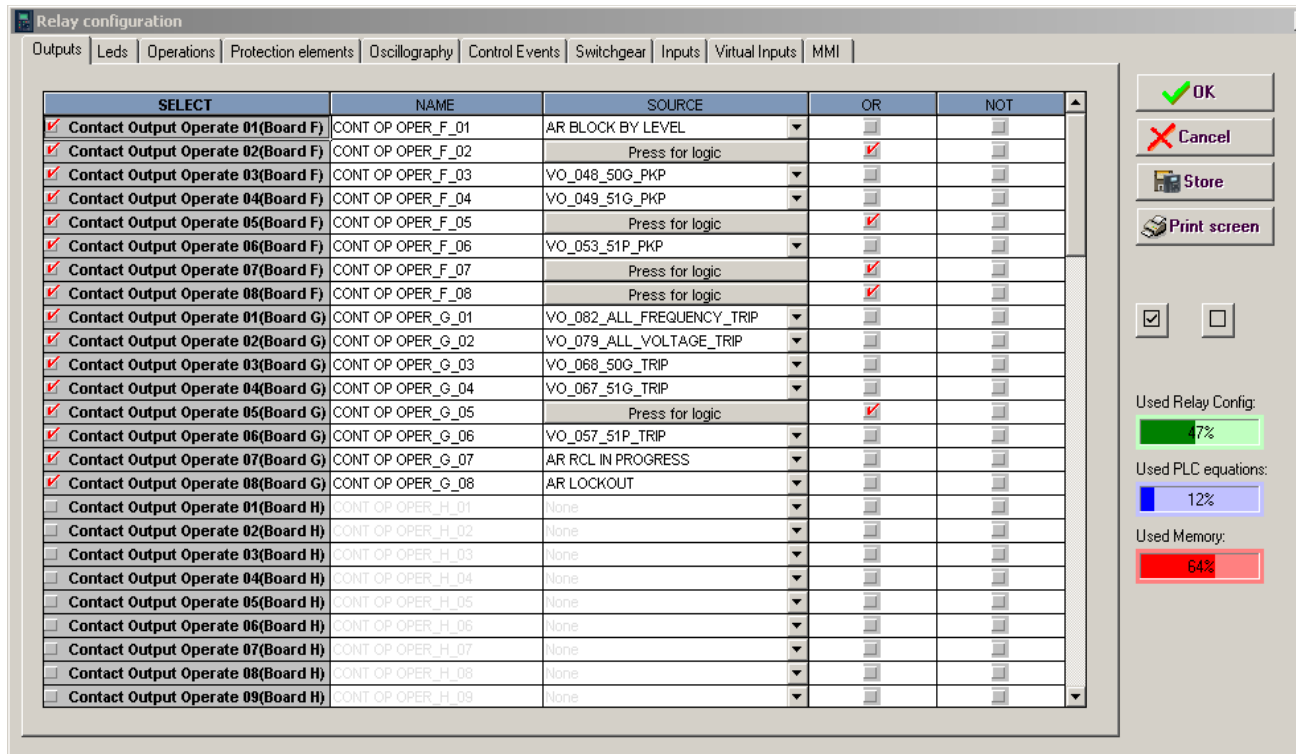 Relay configuration
Outputs Leds Operations Protection elements Oscillography Control Events Switchgear Inputs Virtual Inputs MMI
SELECT NAME SOURCE OR NOT
Contact Output Operate 01(Board F) CONT OP OPER_F_01 AR BLOCK BY LEVEL
Contact Output Operate 02(Board F) CONT OP OPER_F_02 Press for logic
Contact Output Operate 03(Board F) CONT OP OPER_F_03 VO_048_50G_PKP
Contact Output Operate 04(Board F) CONT OP OPER_F_04 VO_049_51G_PKP
Contact Output Operate 05(Board F) CONT OP OPER_F_05 Press for logic
Contact Output Operate 06(Board F) CONT OP OPER_F_06 VO_053_51P_PKP
Contact Output Operate 07(Board F) CONT OP OPER_F_07 Press for logic
Contact Output Operate 08(Board F) CONT OP OPER_F_08 Press for logic
Contact Output Operate 01(Board G) CONT OP OPER_G_01 VO_082_ALL_FREQUENCY_TRIP
Contact Output Operate 02(Board G) CONT OP OPER_G_02 VO_079_ALL_VOLTAGE_TRIP
Contact Output Operate 03(Board G) CONT OP OPER_G_03 VO_068_50G_TRIP
Contact Output Operate 04(Board G) CONT OP OPER_G_04 VO_067_51G_TRIP
Contact Output Operate 05(Board G) CONT OP OPER_G_05 Press for logic
Contact Output Operate 06(Board G) CONT OP OPER_G_06 VO_057_51P_TRIP
Contact Output Operate 07(Board G) CONT OP OPER_G_07 AR RCL IN PROGRESS
Contact Output Operate 08(Board G) CONT OP OPER_G_08 AR LOCKOUT
Contact Output Operate 01(Board H) CONT OP OPER_H_01 None
Contact Output Operate 02(Board H) CONT OP OPER_H_02 None
Contact Output Operate 03(Board H) CONT OP OPER_H_03 None
Contact Output Operate 04(Board H) CONT OP OPER_H_04 None
Contact Output Operate 05(Board H) CONT OP OPER_H_05 None
Contact Output Operate 06(Board H) CONT OP OPER_H_06 None
Contact Output Operate 07(Board H) CONT OP OPER_H_07 None
Contact Output Operate 08(Board H) CONT OP OPER_H_08 None
Contact Output Operate 09(Board H) CONT OP OPER_H_09 None
OK
Cancel
Store
Print screen
Used Relay Config:
47%
Used PLC equations:
12%
Used Memory:
64%